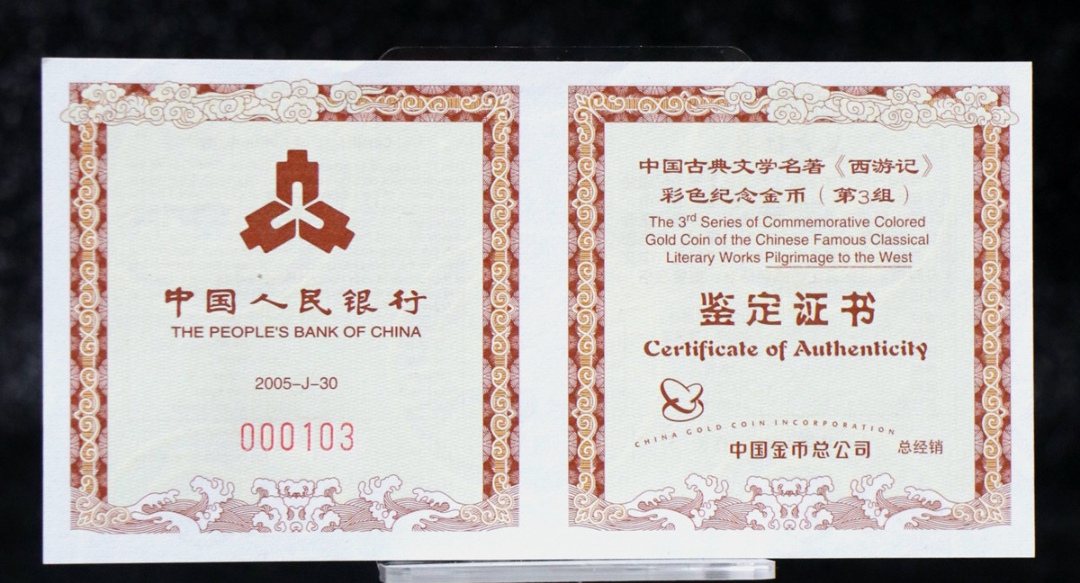 中国人民银行
THE PEOPLE'S BANK OF CHINA
2005-J-30
000103
中国古典文学名著《西游记》
彩色纪念金币（第3组）
The 3rd Series of Commemorative Colored
Gold Coin of the Chinese Famous Classical
Literary Works Pilgrimage to the West
鉴定证书
Certificate of Authenticity
CHINA GOLD COIN INCORPORATION
中国金币总公司 总经销